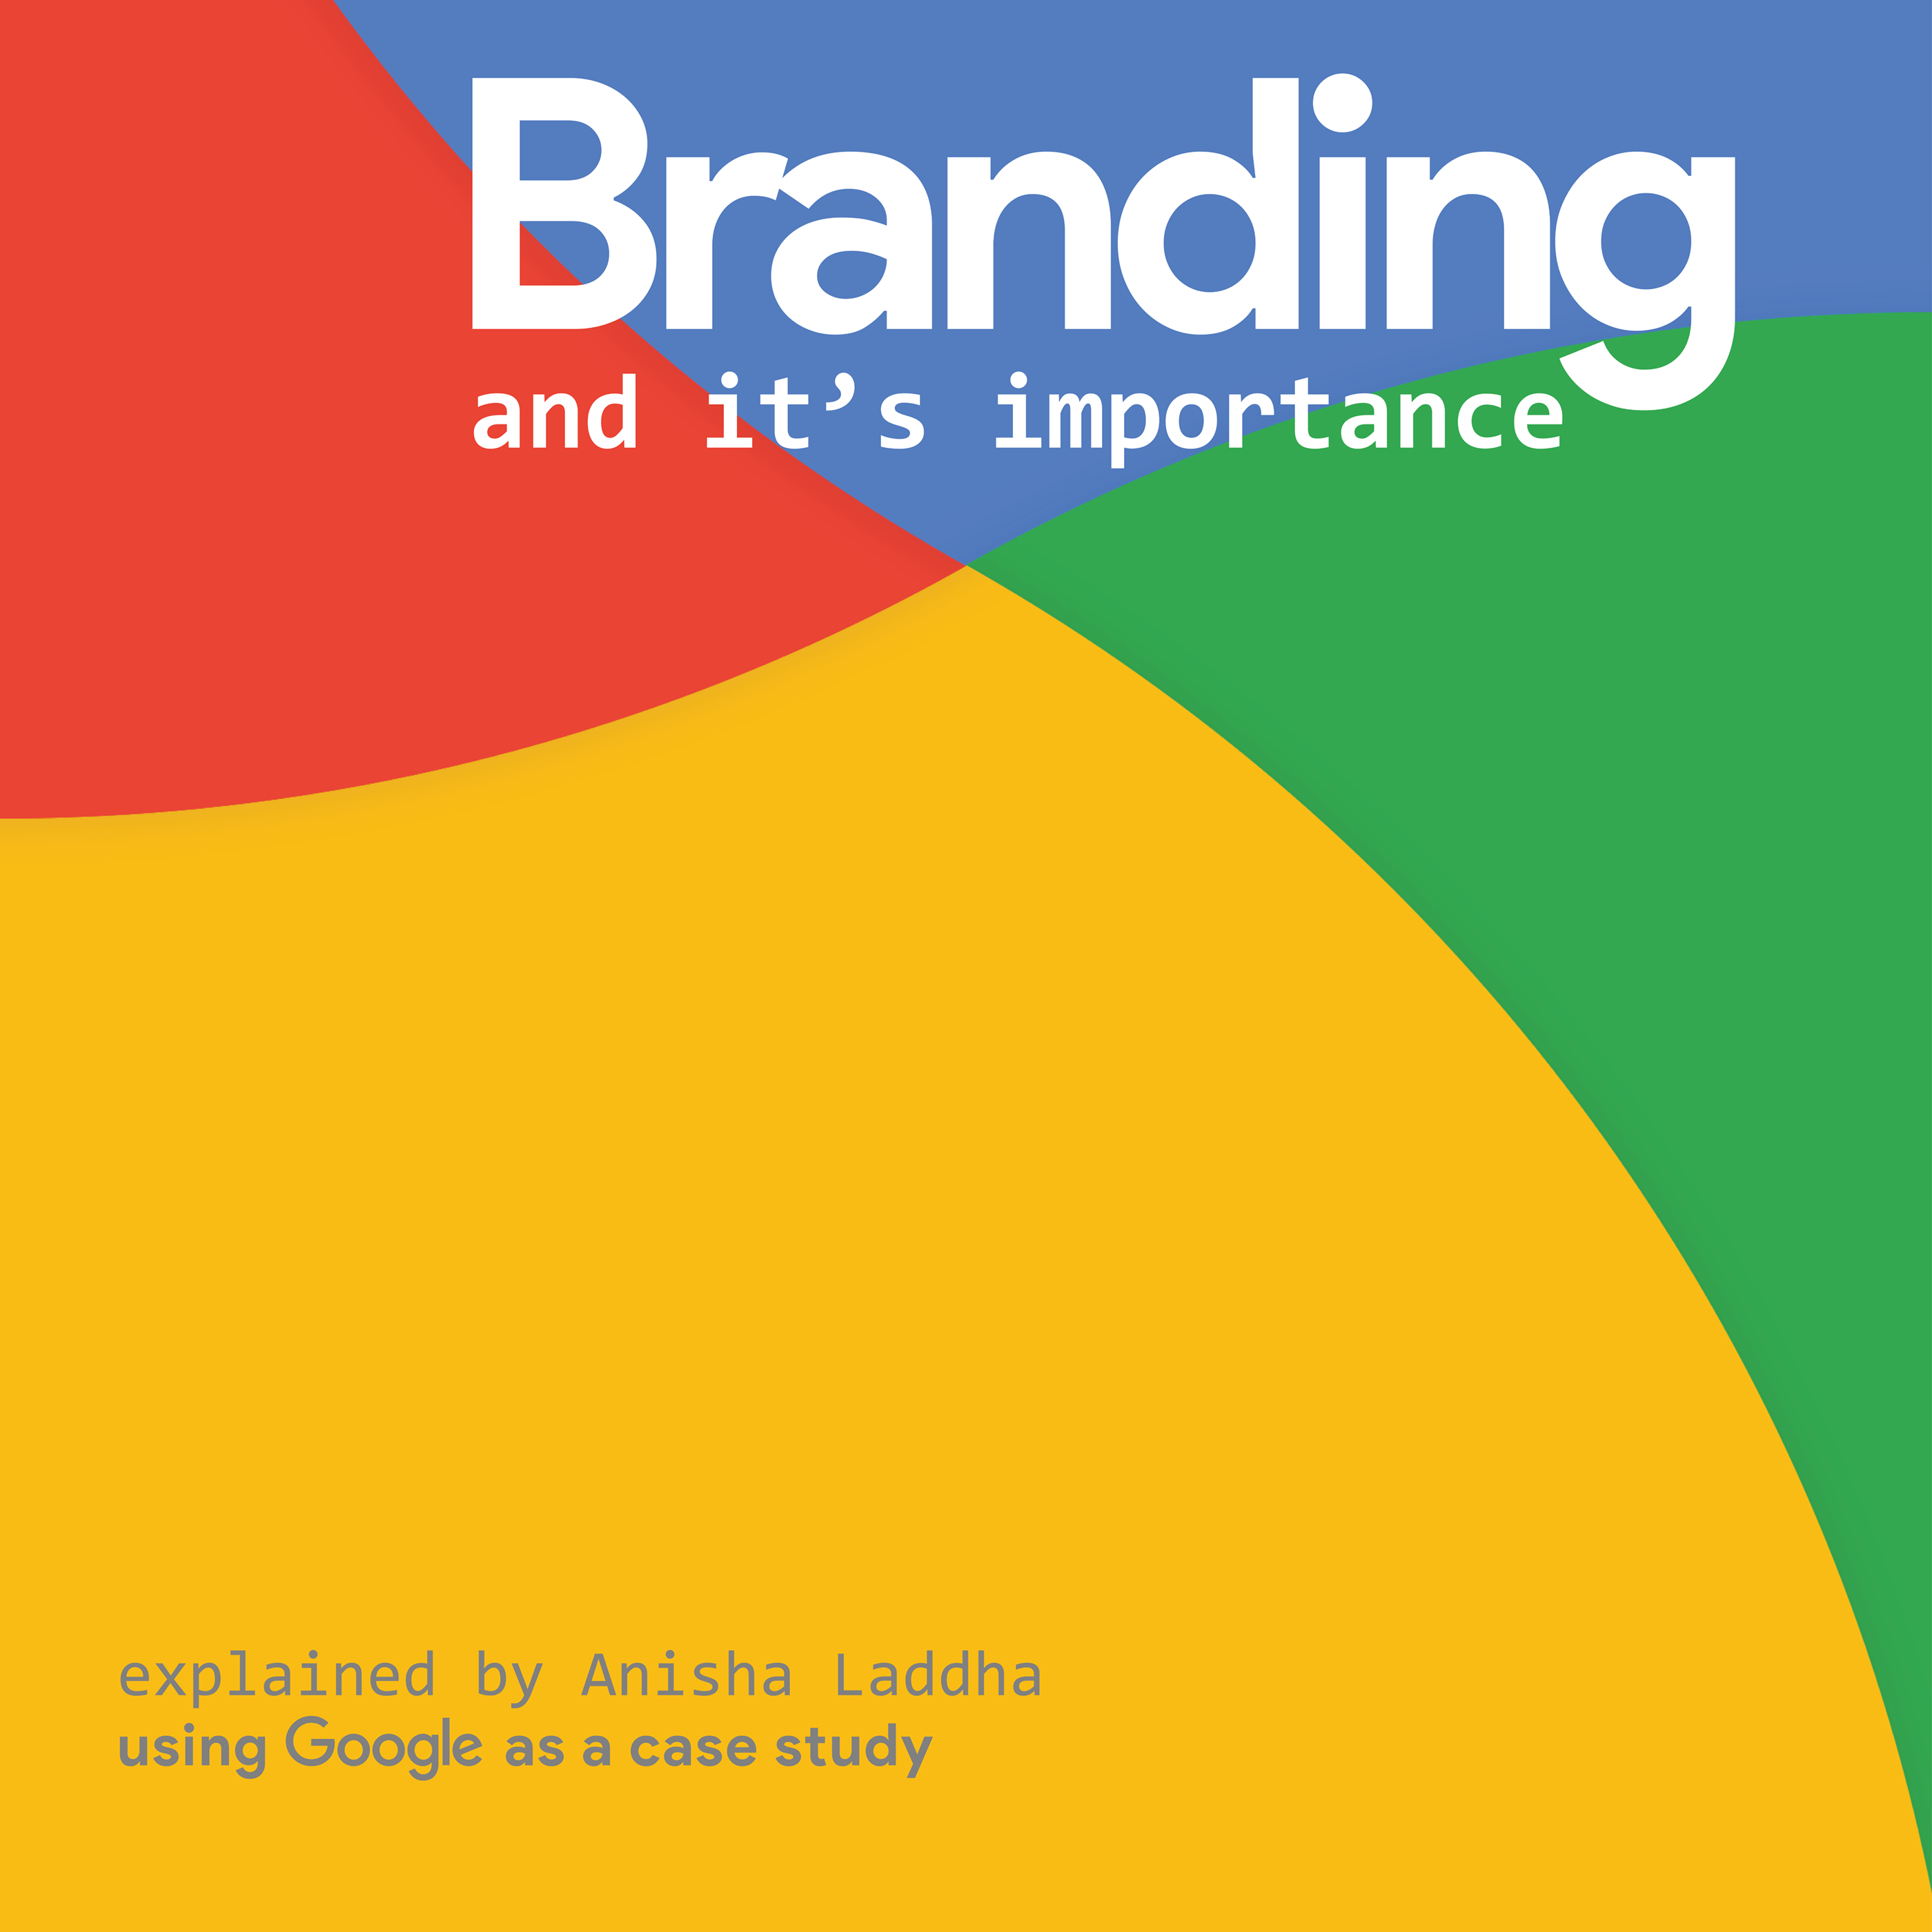 Branding
and it’s importance
explained by Anisha Laddha
using Google as a case study